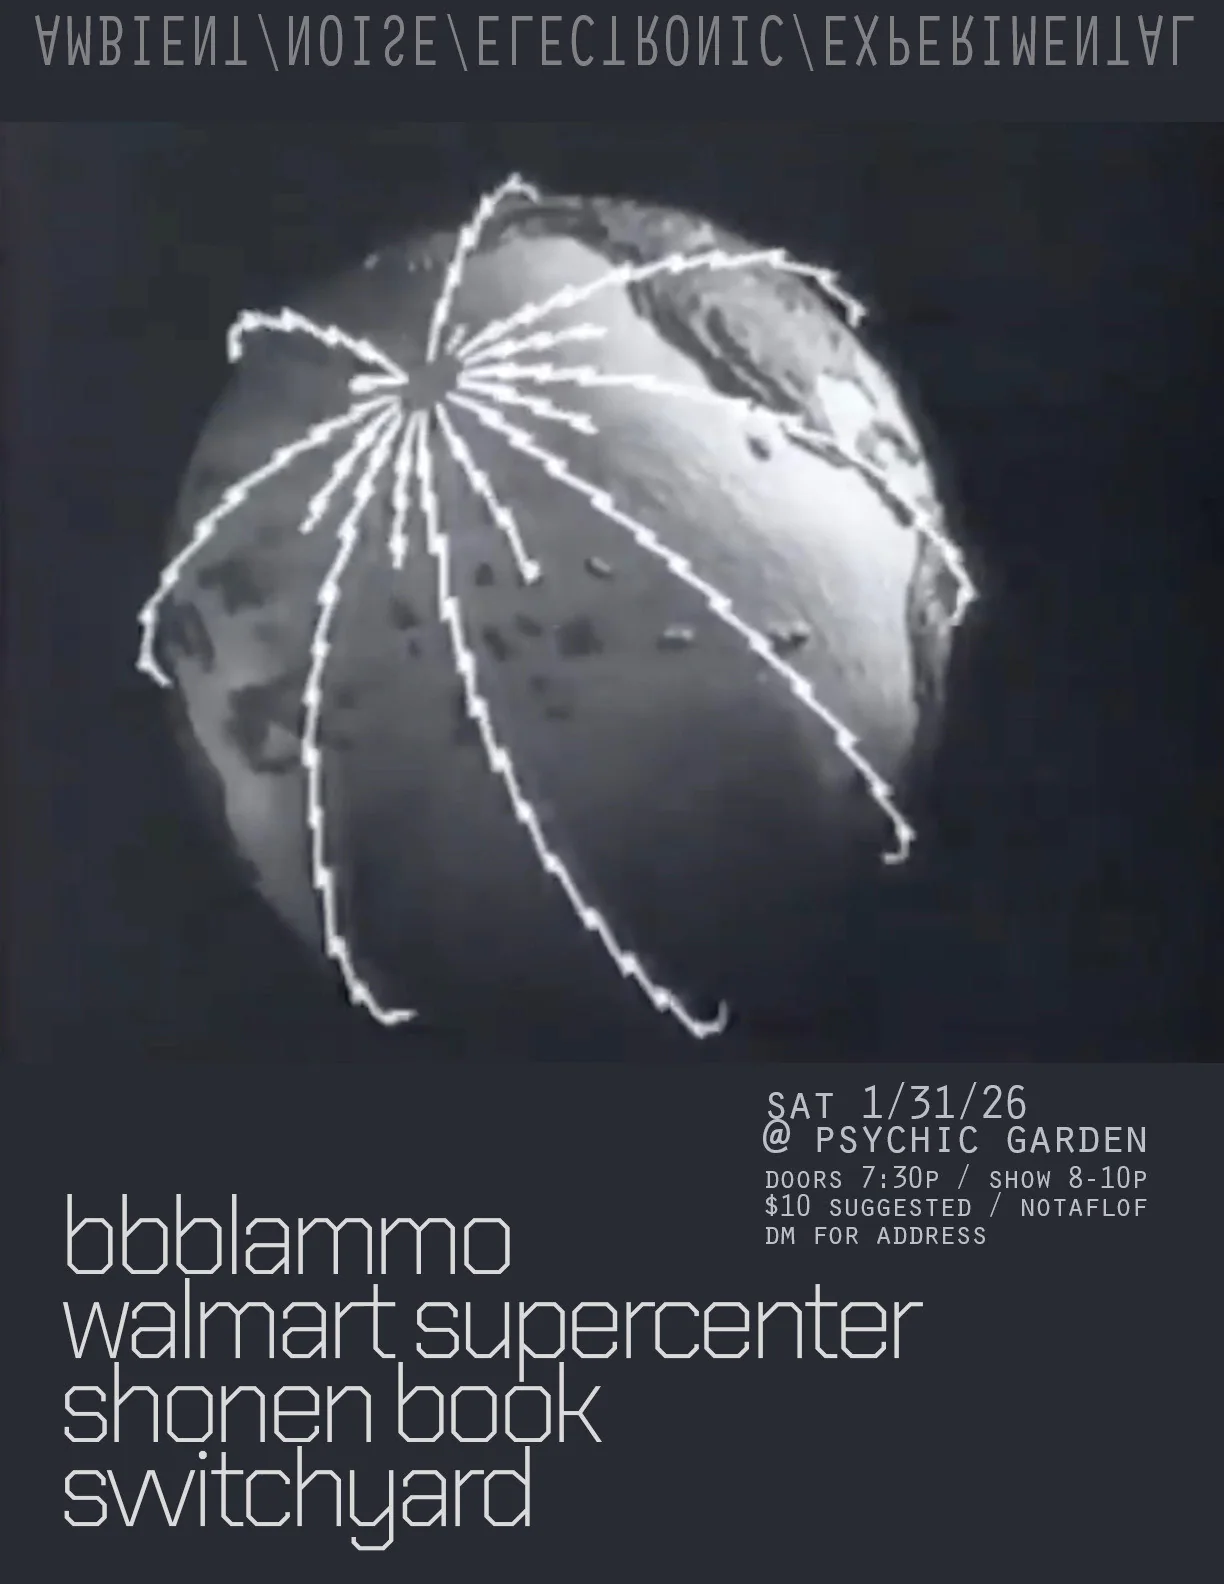 AMBIENT/NOISE/ELECTRONIC/EXPERIMENTAL
SAT 1/31/26
@ PSYCHIC GARDEN
DOORS 7:30P / SHOW 8-10P
$10 SUGGESTED / NOTAFLOF
DM FOR ADDRESS
bbblammo
walmart supercenter
shonen book
switchyard